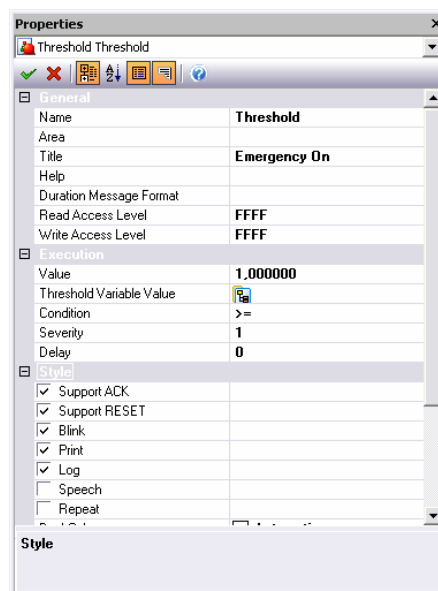 Properties
Threshold Threshold
General
Name Threshold
Area
Title Emergency On
Help
Duration Message Format
Read Access Level FFFF
Write Access Level FFFF
Execution
Value 1,000000
Threshold Variable Value
Condition >=
Severity 1
Delay 0
Style
Support ACK
Support RESET
Blink
Print
Log
Speech
Repeat
Style